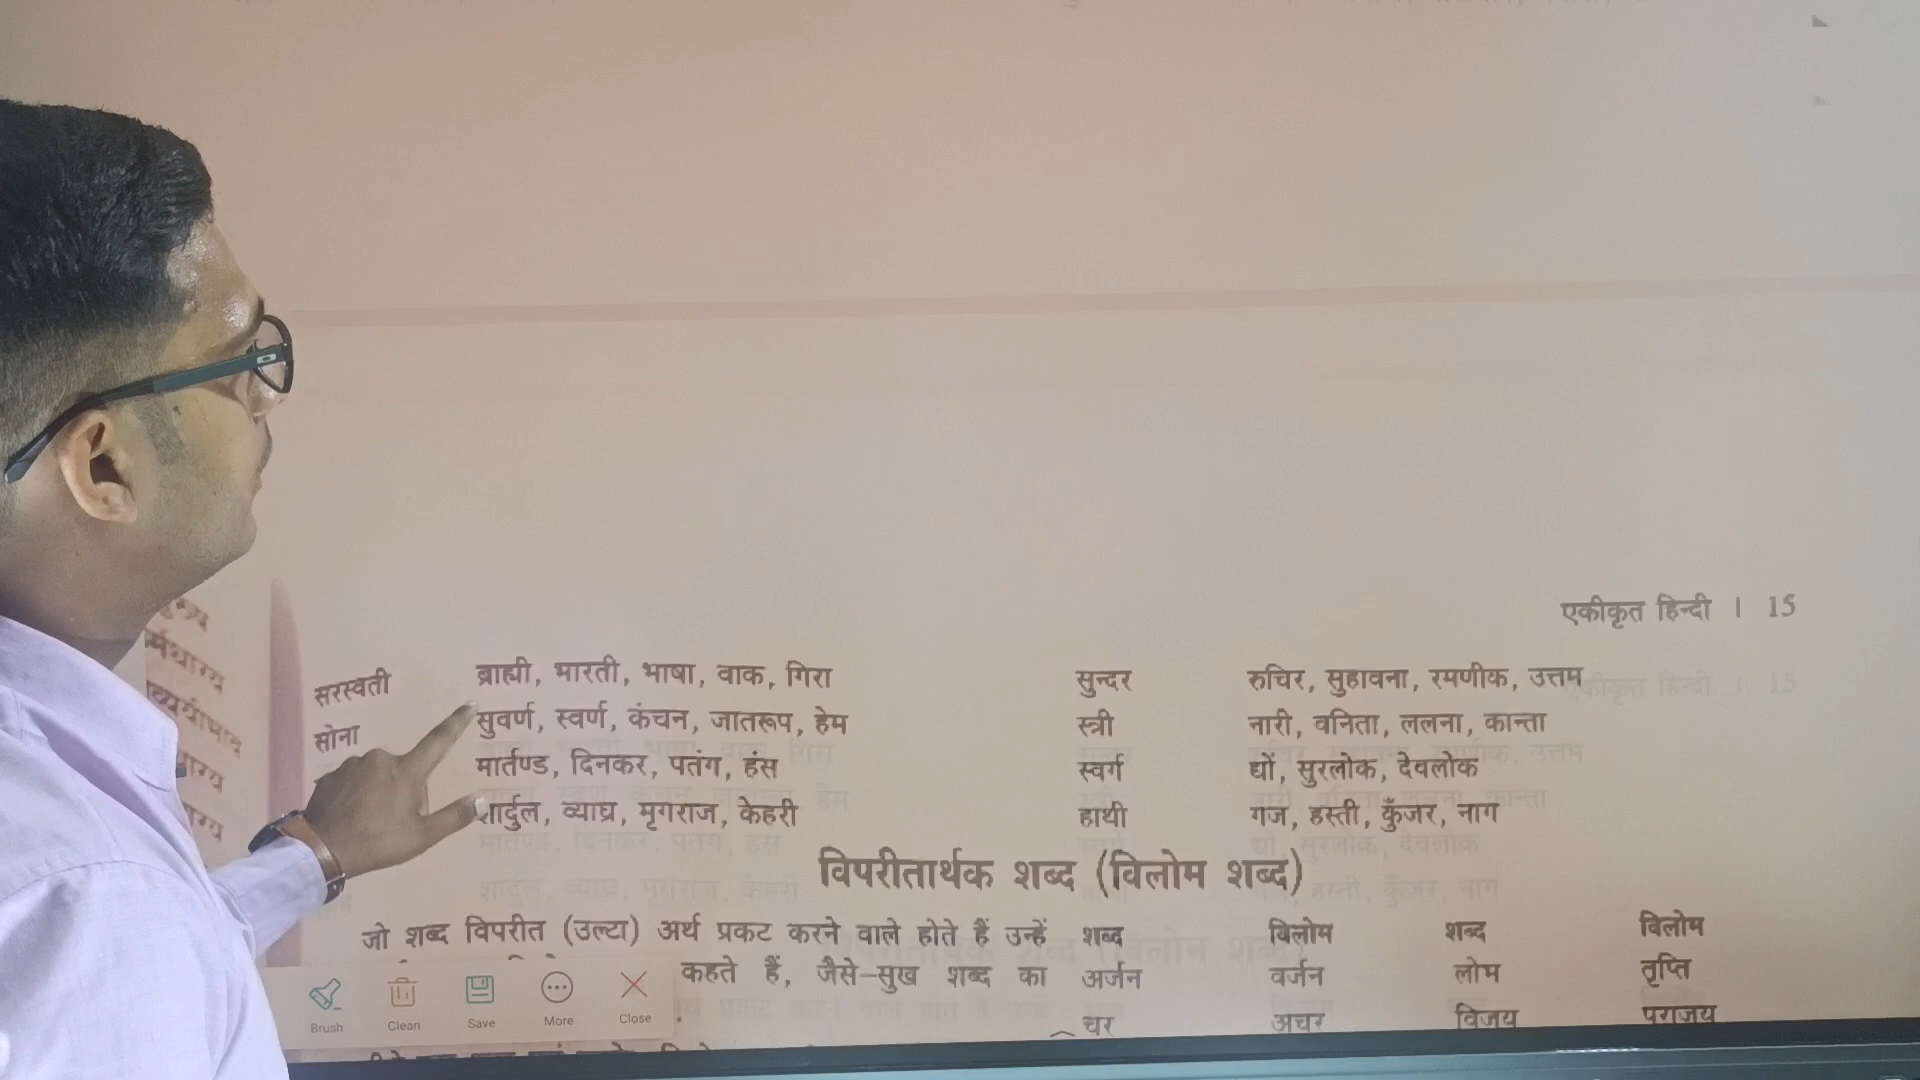 एकीकृत हिन्दी । 15
सरस्वती ब्राह्मी, भारती, भाषा, वाक, गिरा सुन्दर रुचिर, सुहावना, रमणीक, उत्तम
सोना सुवर्ण, स्वर्ण, कंचन, जातरूप, हेम स्त्री नारी, वनिता, ललना, कान्ता
मार्तण्ड, दिनकर, पतंग, हंस स्वर्ग द्यों, सुरलोक, देवलोक
शार्दुल, व्याघ्र, मृगराज, केहरी हाथी गज, हस्ती, कुँजर, नाग
विपरीतार्थक शब्द (विलोम शब्द)
जो शब्द विपरीत (उल्टा) अर्थ प्रकट करने वाले होते हैं उन्हें शब्द विलोम शब्द विलोम
कहते हैं, जैसे–सुख शब्द का अर्जन वर्जन लोभ तृप्ति
चर अचर विजय पराजय
Brush Clean Save More Close